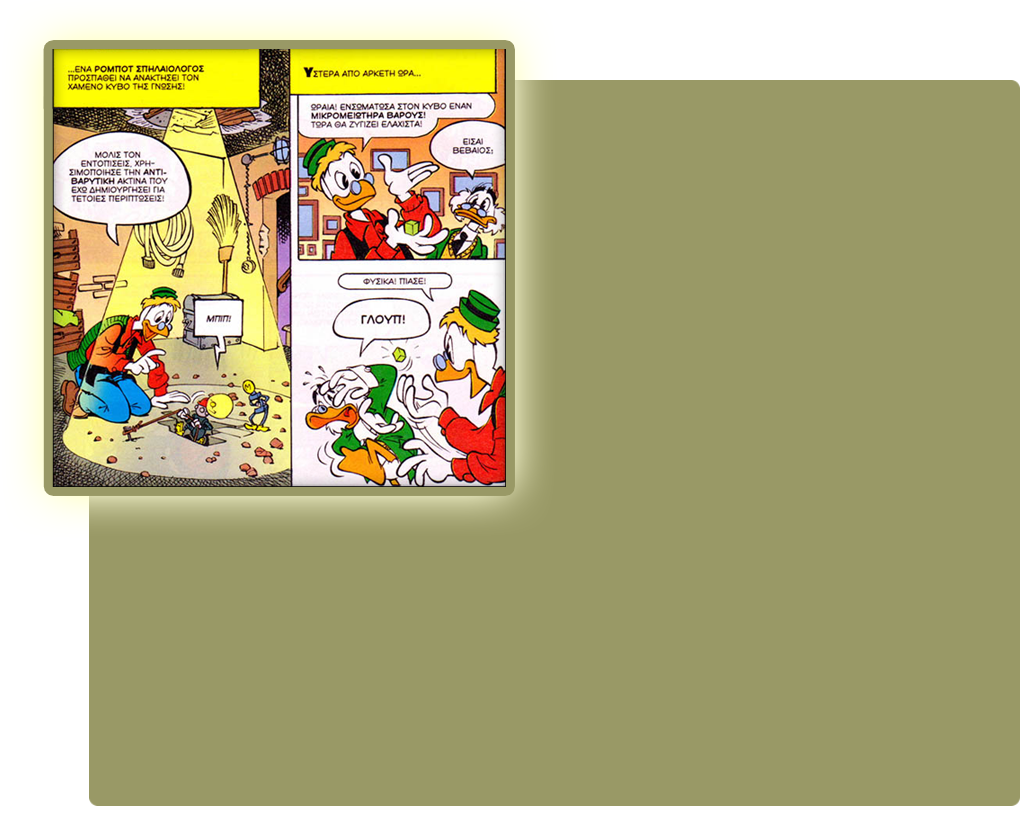 ...ΕΝΑ ΡΟΜΠΟΤ ΣΠΗΛΑΙΟΛΟΓΟΣ
ΠΡΟΣΠΑΘΕΙ ΝΑ ΑΝΑΚΤΗΣΕΙ ΤΟΝ
ΧΑΜΕΝΟ ΚΥΒΟ ΤΗΣ ΓΝΩΣΗΣ!
ΜΟΛΙΣ ΤΟΝ
ΕΝΤΟΠΙΣΕΙΣ, ΧΡΗ-
ΣΙΜΟΠΟΙΗΣΕ ΤΗΝ ΑΝΤΙ-
ΒΑΡΥΤΙΚΗ ΑΚΤΙΝΑ ΠΟΥ
ΕΧΩ ΔΗΜΙΟΥΡΓΗΣΕΙ ΓΙΑ
ΤΕΤΟΙΕΣ ΠΕΡΙΠΤΩΣΕΙΣ!
ΜΠΙΠ!
ΥΣΤΕΡΑ ΑΠΟ ΑΡΚΕΤΗ ΩΡΑ...
ΩΡΑΙΑ! ΕΝΣΩΜΑΤΩΣΑ ΣΤΟΝ ΚΥΒΟ ΕΝΑΝ
ΜΙΚΡΟΜΕΙΩΤΗΡΑ ΒΑΡΟΥΣ!
ΤΩΡΑ ΘΑ ΖΥΓΙΖΕΙ ΕΛΑΧΙΣΤΑ!
ΕΙΣΑΙ
ΒΕΒΑΙΟΣ;
ΦΥΣΙΚΑ! ΠΙΑΣΕ!
ΓΛΟΥΠ!